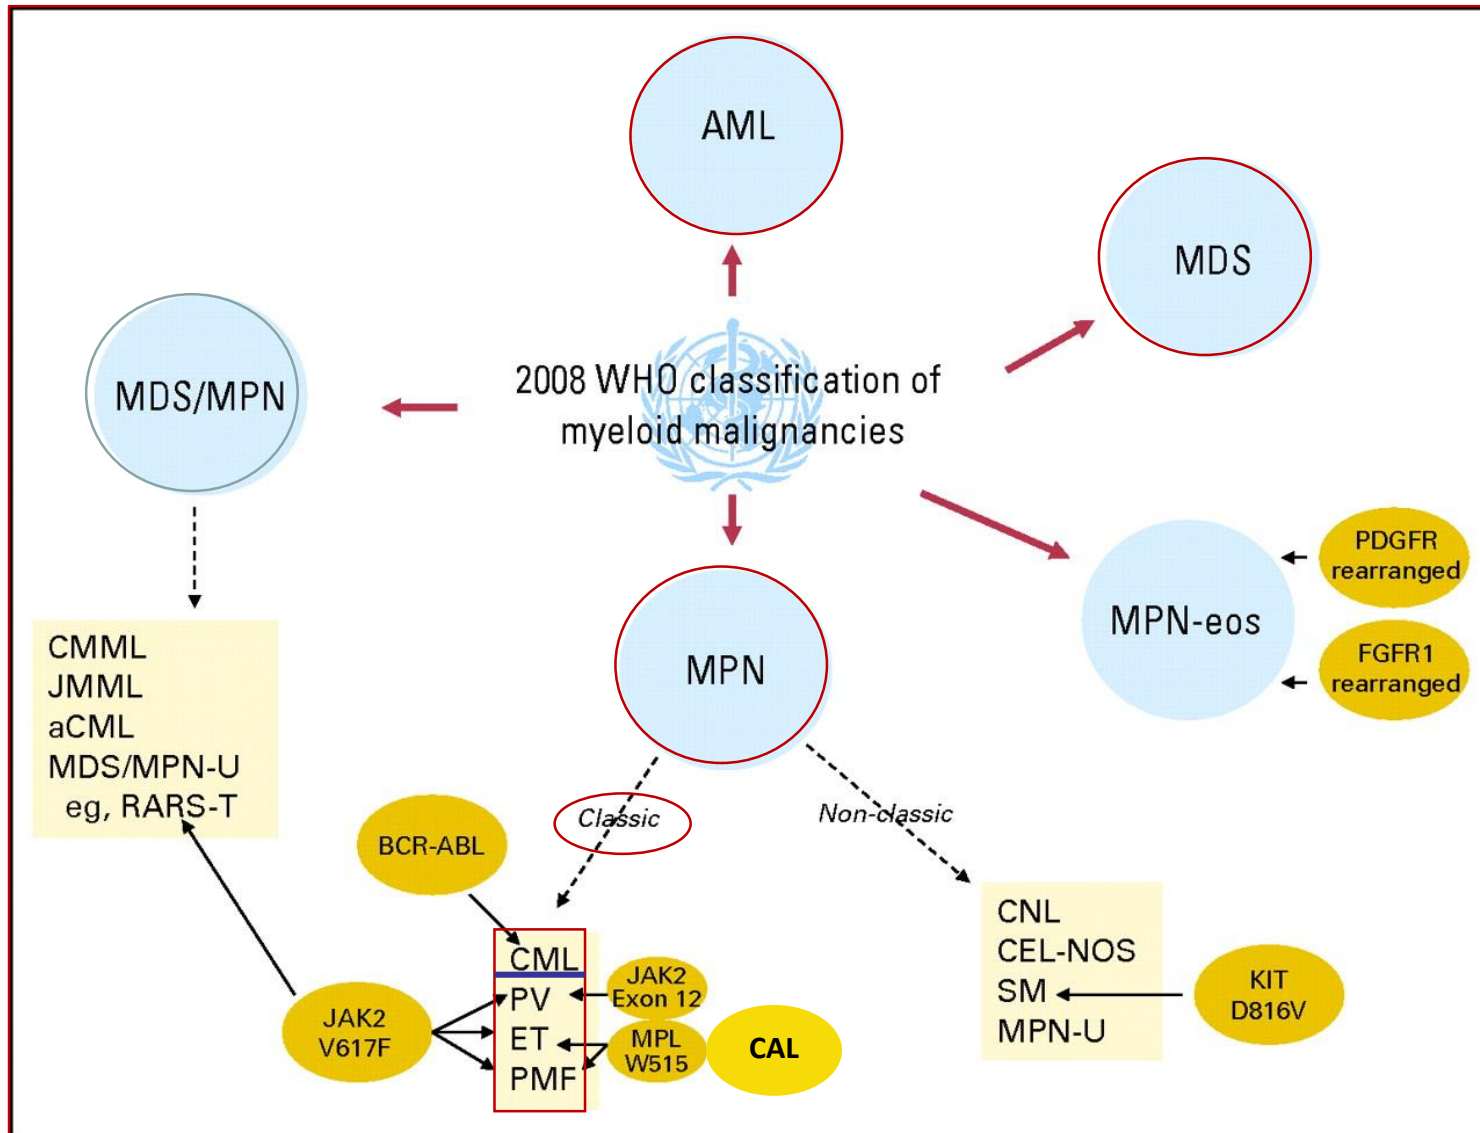 AML
MDS
2008 WHO classification of
myeloid malignancies
MDS/MPN
PDGFR
rearranged
MPN-eos
FGFR1
rearranged
MPN
CMML
JMML
aCML
MDS/MPN-U
eg, RARS-T
Classic
Non-classic
BCR-ABL
CML
PV
ET
PMF
JAK2
V617F
JAK2
Exon 12
MPL
W515
CAL
CNL
CEL-NOS
SM
MPN-U
KIT
D816V